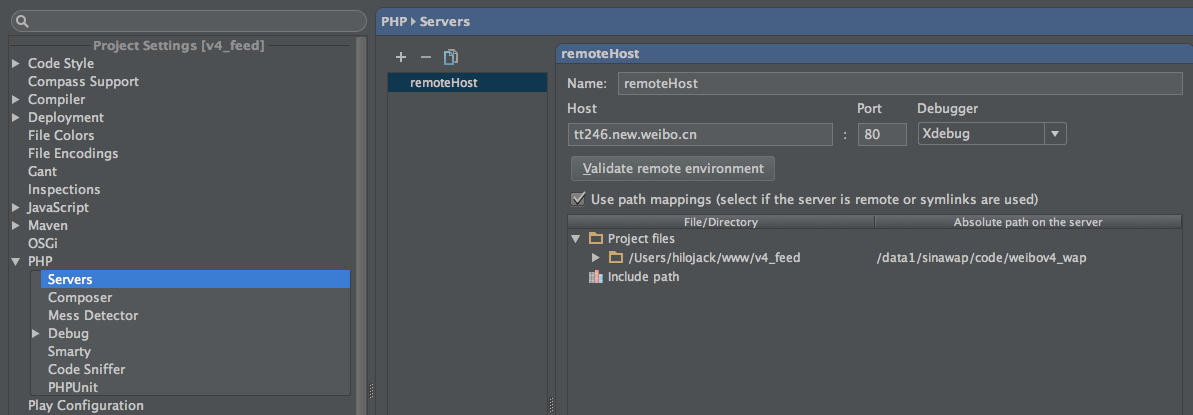 Project Settings [v4_feed]
Code Style
Compass Support
Compiler
Deployment
File Colors
File Encodings
Gant
Inspections
JavaScript
Maven
OSGi
PHP
Servers
Composer
Mess Detector
Debug
Smarty
Code Sniffer
PHPUnit
Play Configuration
PHP ▸ Servers
remoteHost
remoteHost
Name: remoteHost
Host Port Debugger
tt246.new.weibo.cn : 80 Xdebug
Validate remote environment
Use path mappings (select if the server is remote or symlinks are used)
File/Directory Absolute path on the server
Project files
/Users/hilojack/www/v4_feed /data1/sinawap/code/weibov4_wap
Include path